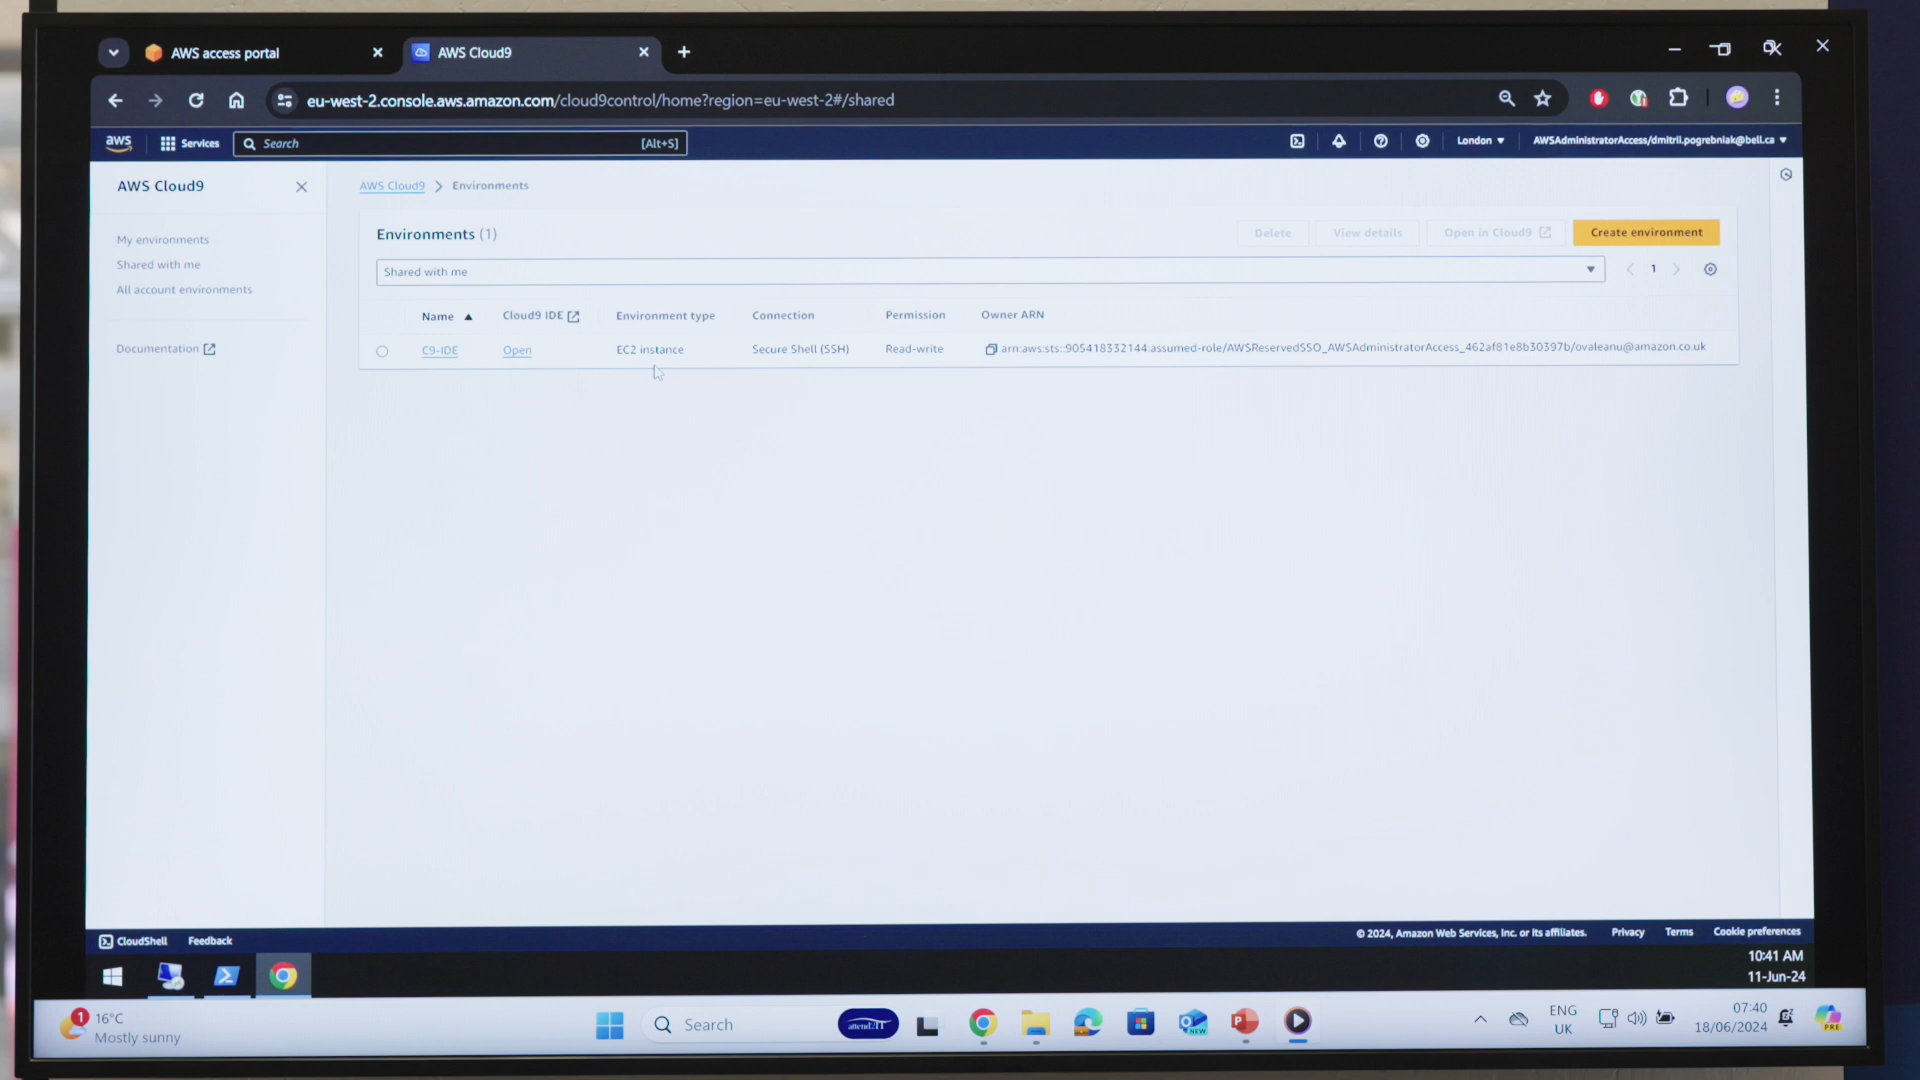 AWS access portal
AWS Cloud9
eu-west-2.console.aws.amazon.com/cloud9control/home?region=eu-west-2#/shared
aws Services Search [Alt+S] London AWSAdministratorAccess/dmitrii.pogrebniak@bell.ca
AWS Cloud9
My environments
Shared with me
All account environments
Documentation
AWS Cloud9 > Environments
Environments (1)
Delete View details Open in Cloud9 Create environment
Shared with me
1
Name Cloud9 IDE Environment type Connection Permission Owner ARN
C9-IDE Open EC2 instance Secure Shell (SSH) Read-write arn:aws:sts::905418332144:assumed-role/AWSReservedSSO_AWSAdministratorAccess_462af81e8b30397b/ovaleanu@amazon.co.uk
CloudShell Feedback © 2024, Amazon Web Services, Inc. or its affiliates. Privacy Terms Cookie preferences
10:41 AM
11-Jun-24
1
16°C
Mostly sunny
Search
attend2IT
NEW
ENG
UK
07:40
18/06/2024
PRE